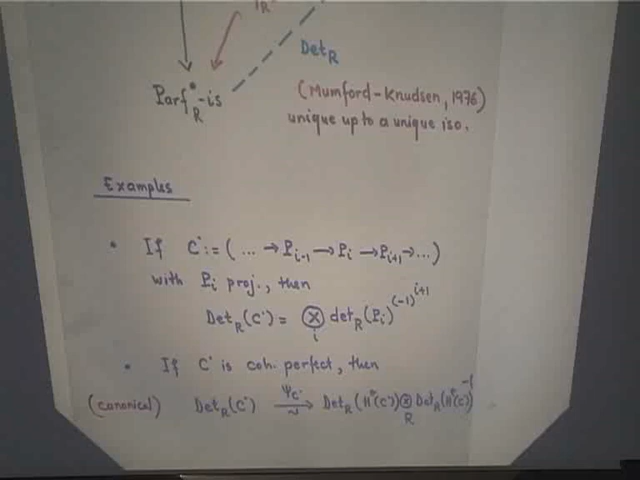 Det_R
Parf^•_R-is
(Mumford-Knudsen, 1976)
unique up to a unique iso.
Examples
• If C^• := ( ... → P_{i-1} → P_i → P_{i+1} → ... )
with P_i proj., then
Det_R(C^•) = ⊗_i det_R(P_i)^{(-1)^{i+1}}
• If C^• is coh. perfect, then
(canonical) Det_R(C^•) ψ_{C^•} ⥲ Det_R(H^+(C^•)) ⊗_R Det_R(H^-(C^•))^{-1}